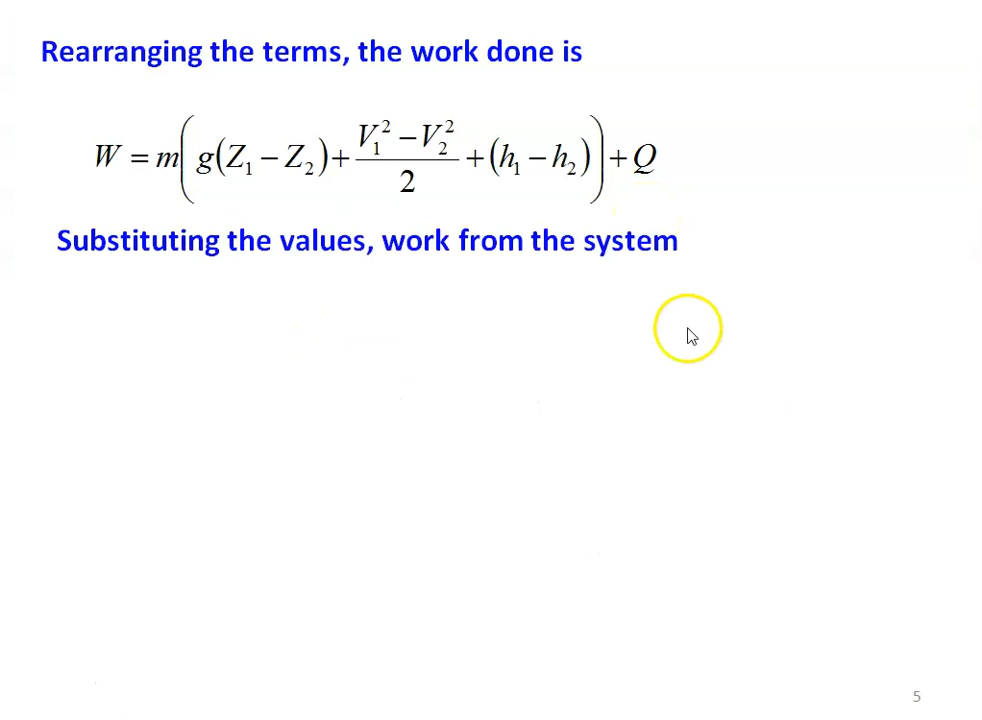 Rearranging the terms, the work done is
W = m( g(Z₁ − Z₂) + (V₁² − V₂²)/2 + (h₁ − h₂) ) + Q
Substituting the values, work from the system
5